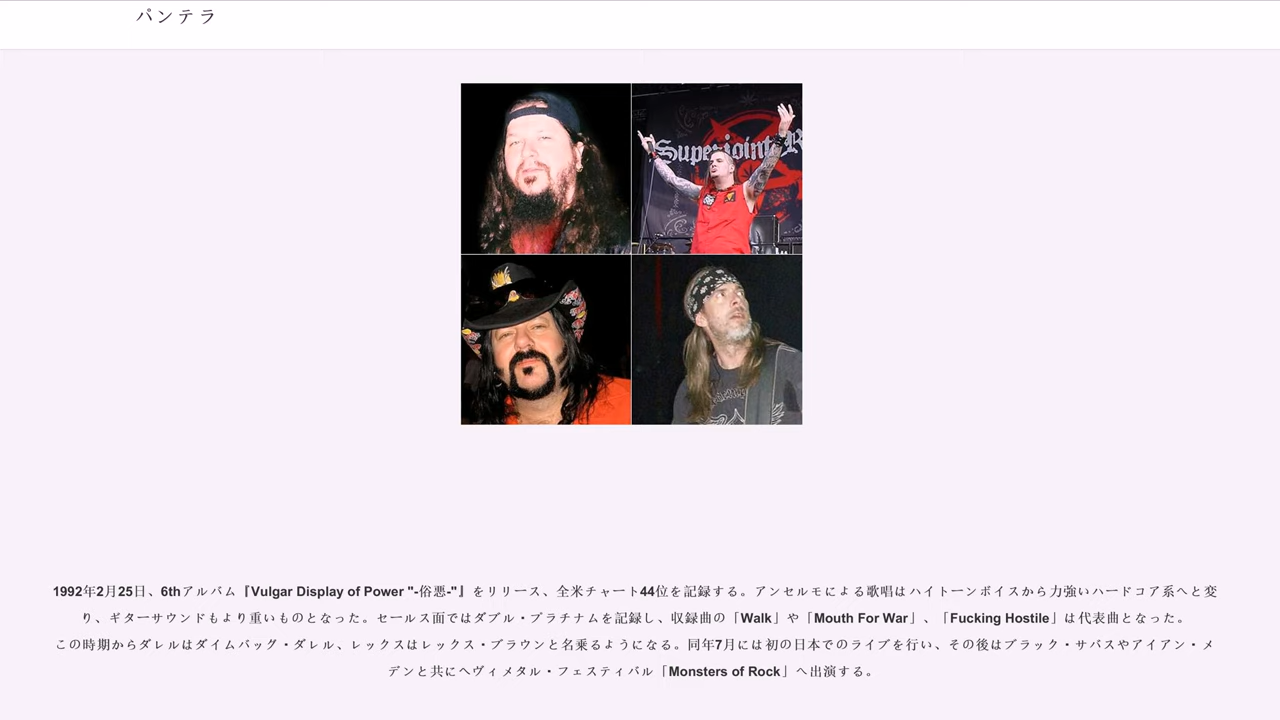 パンテラ
Superjoint R
1992年2月25日、6thアルバム『Vulgar Display of Power "-俗悪-"』をリリース、全米チャート44位を記録する。アンセルモによる歌唱はハイトーンボイスから力強いハードコア系へと変
り、ギターサウンドもより重いものとなった。セールス面ではダブル・プラチナムを記録し、収録曲の「Walk」や「Mouth For War」、「Fucking Hostile」は代表曲となった。
この時期からダレルはダイムバッグ・ダレル、レックスはレックス・ブラウンと名乗るようになる。同年7月には初の日本でのライブを行い、その後はブラック・サバスやアイアン・メ
デンと共にヘヴィメタル・フェスティバル「Monsters of Rock」へ出演する。